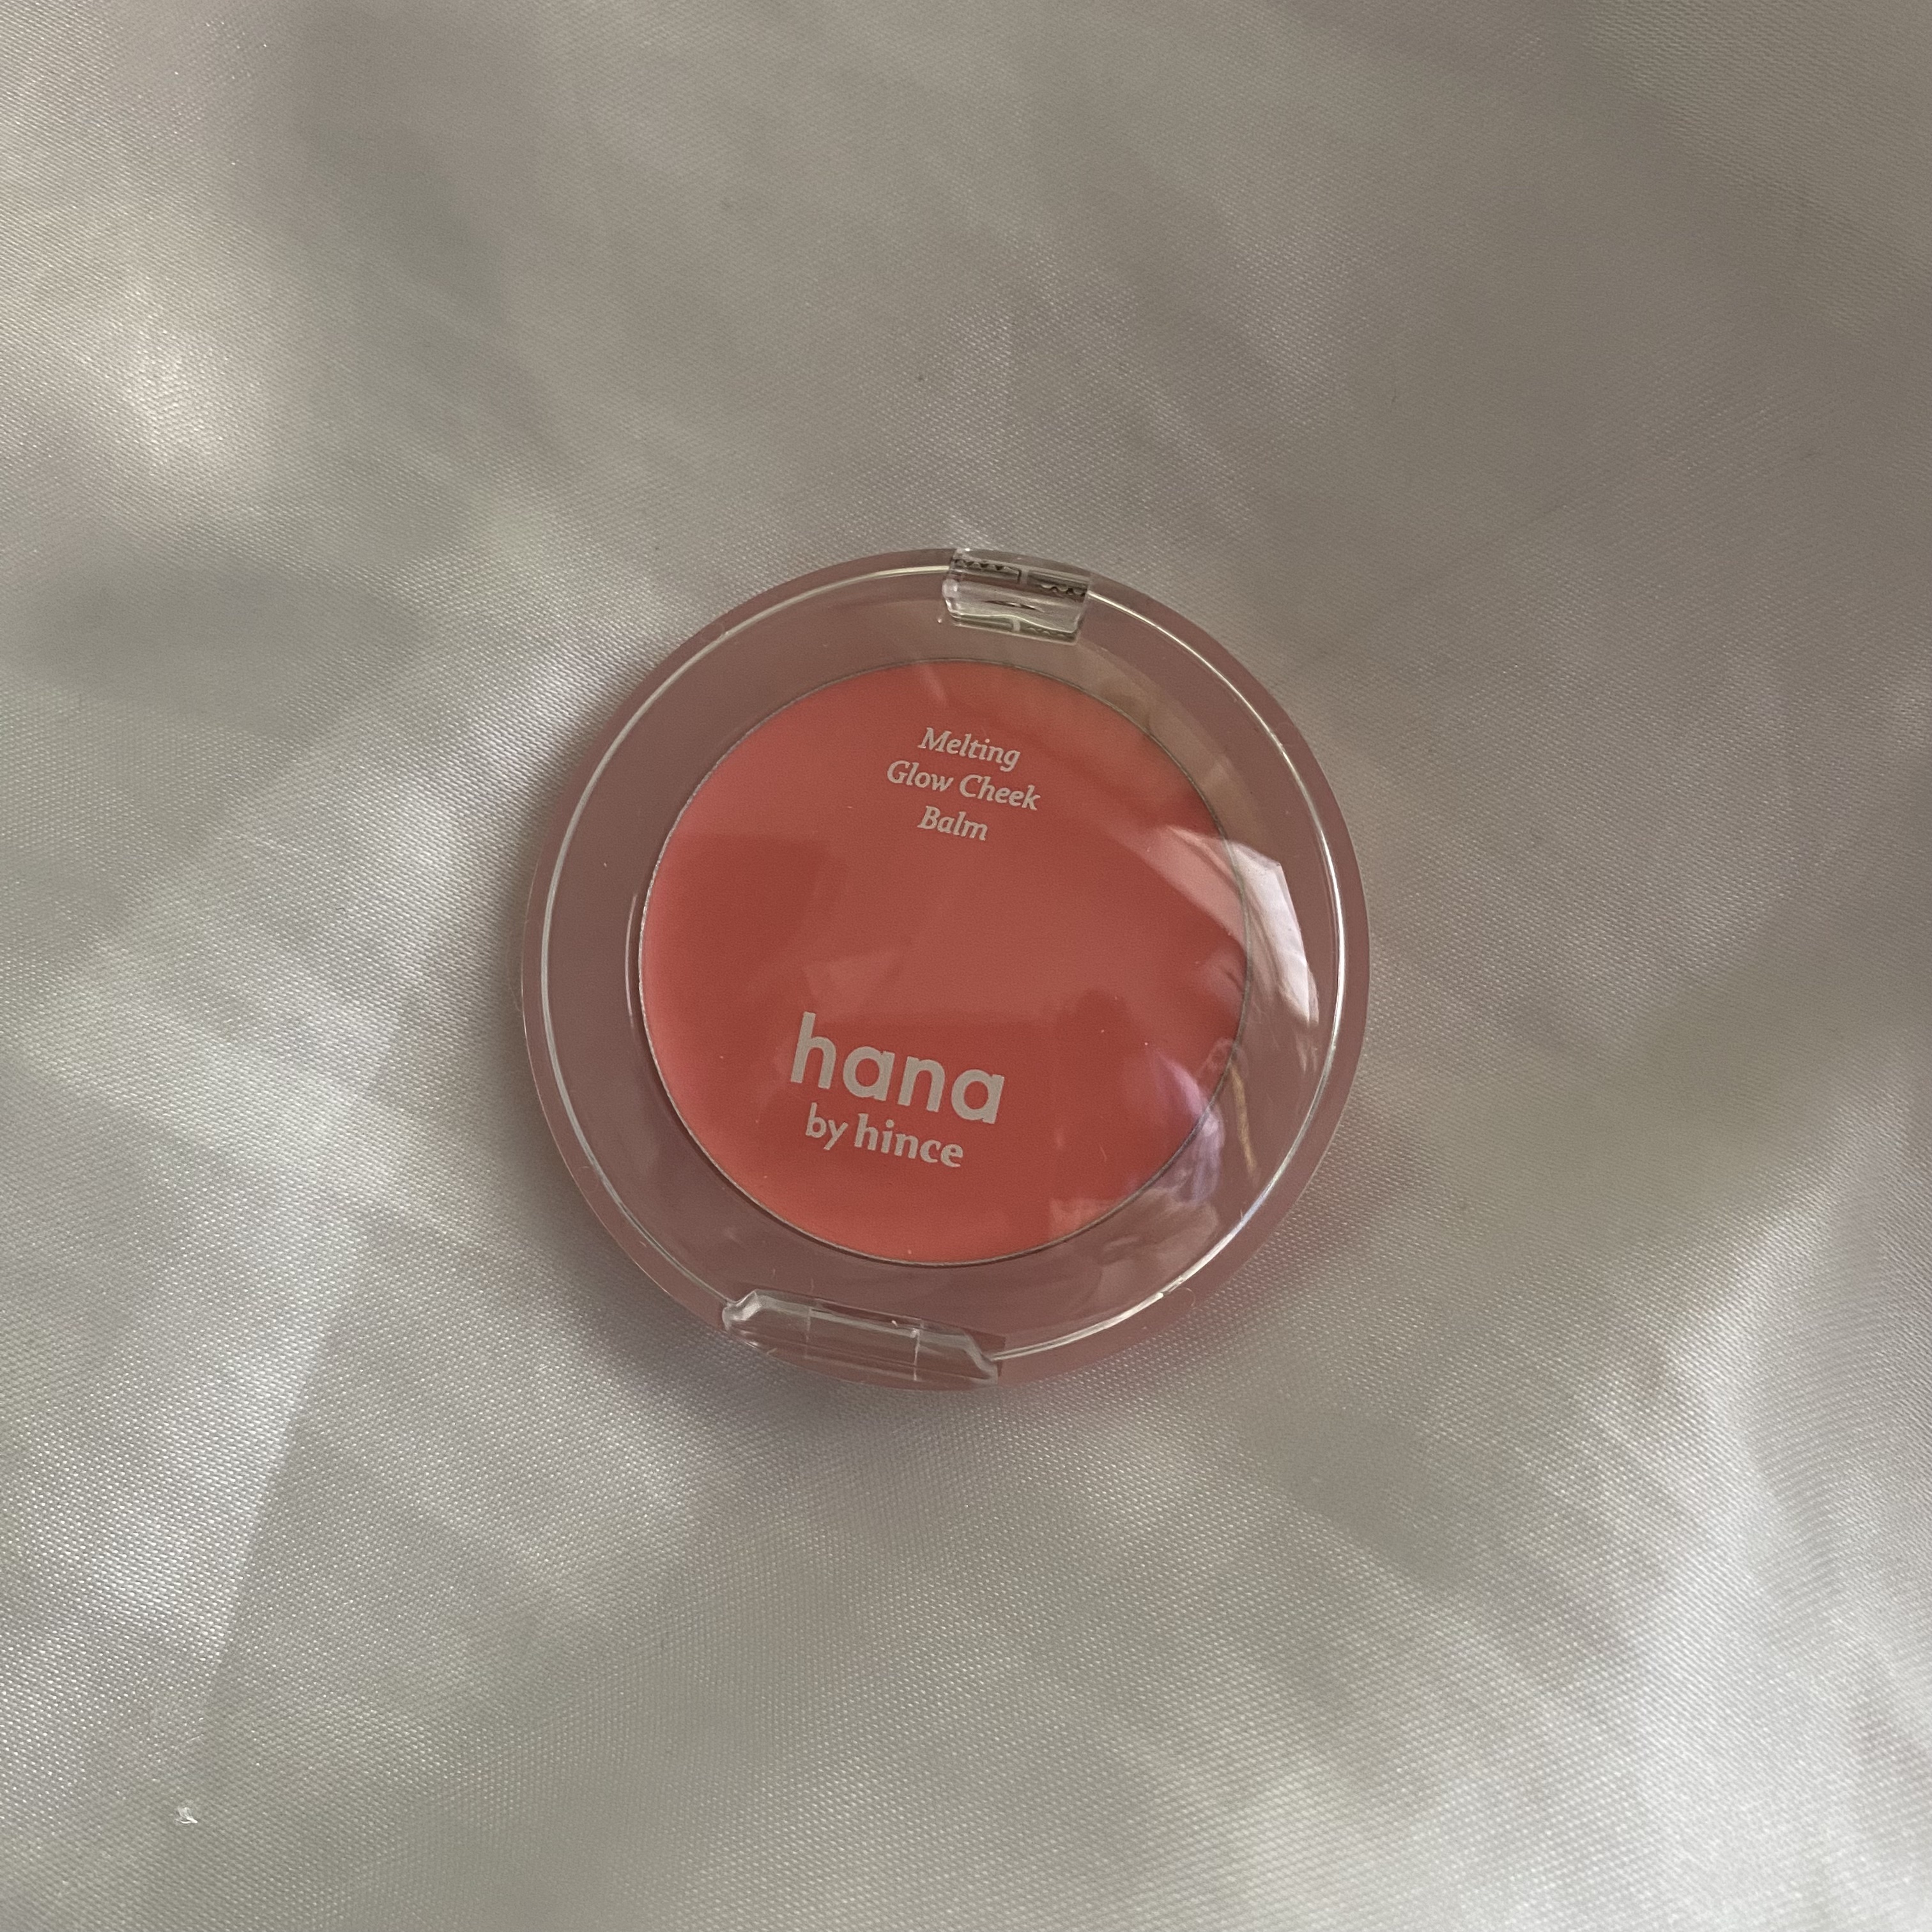 Melting
Glow Cheek
Balm
hana
by hince